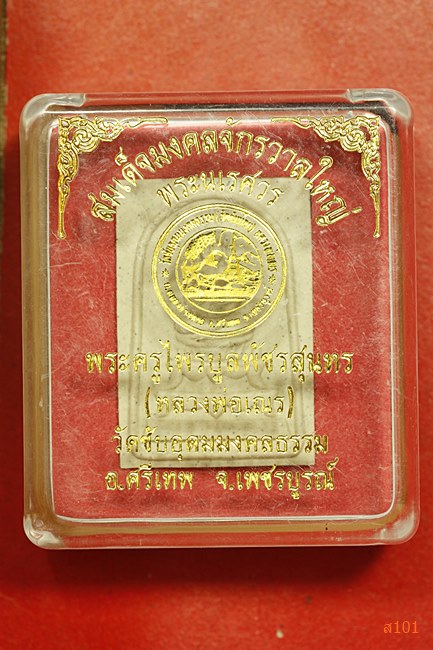 สมเด็จมงคลจักรวาลใหญ่
พระนเรศวร
พระครูไพรบูลพัชรสุนทร
(หลวงพ่อเณร)
วัดซับอุดมมงคลธรรม
อ.ศรีเทพ จ.เพชรบูรณ์
ส101